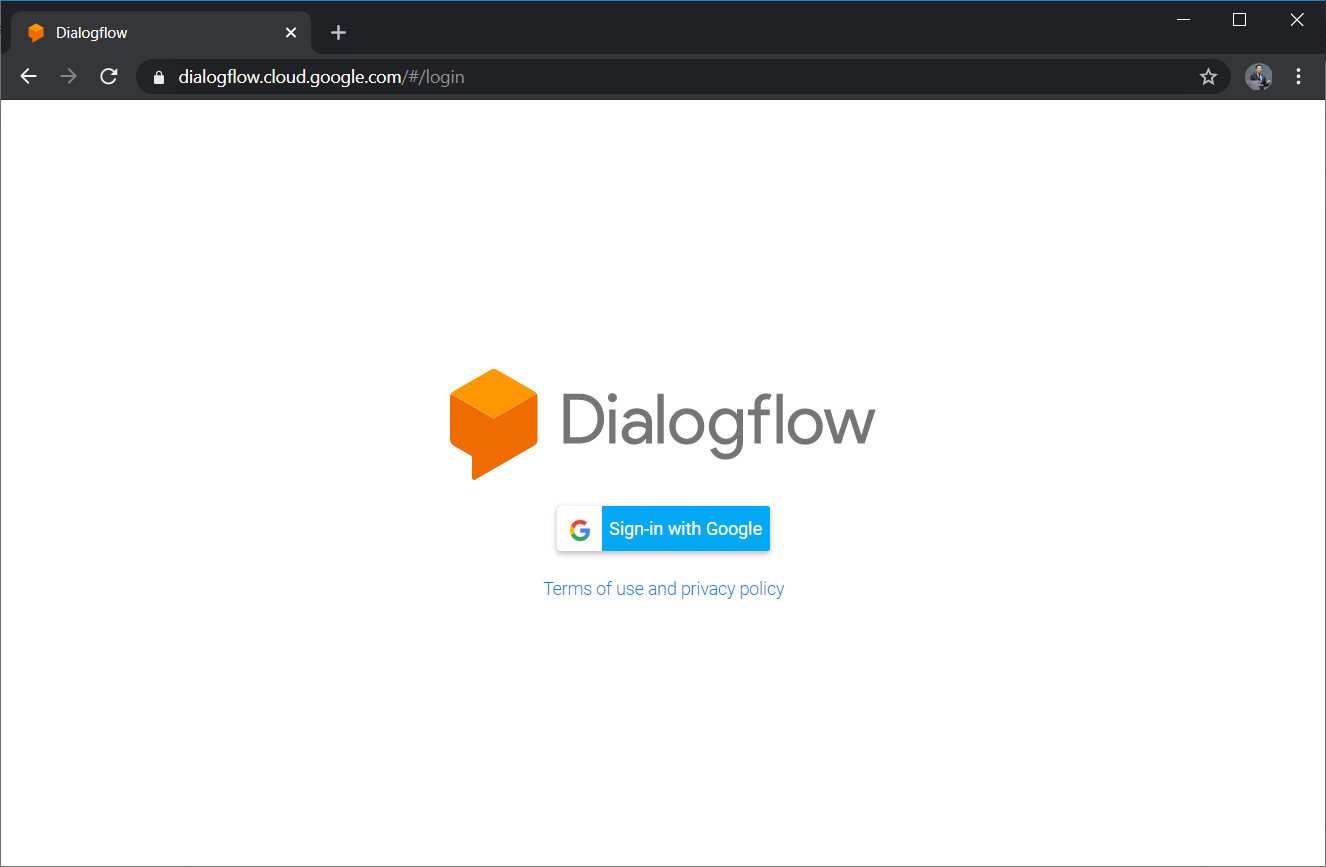 Dialogflow
dialogflow.cloud.google.com/#/login
Dialogflow
Sign-in with Google
Terms of use and privacy policy